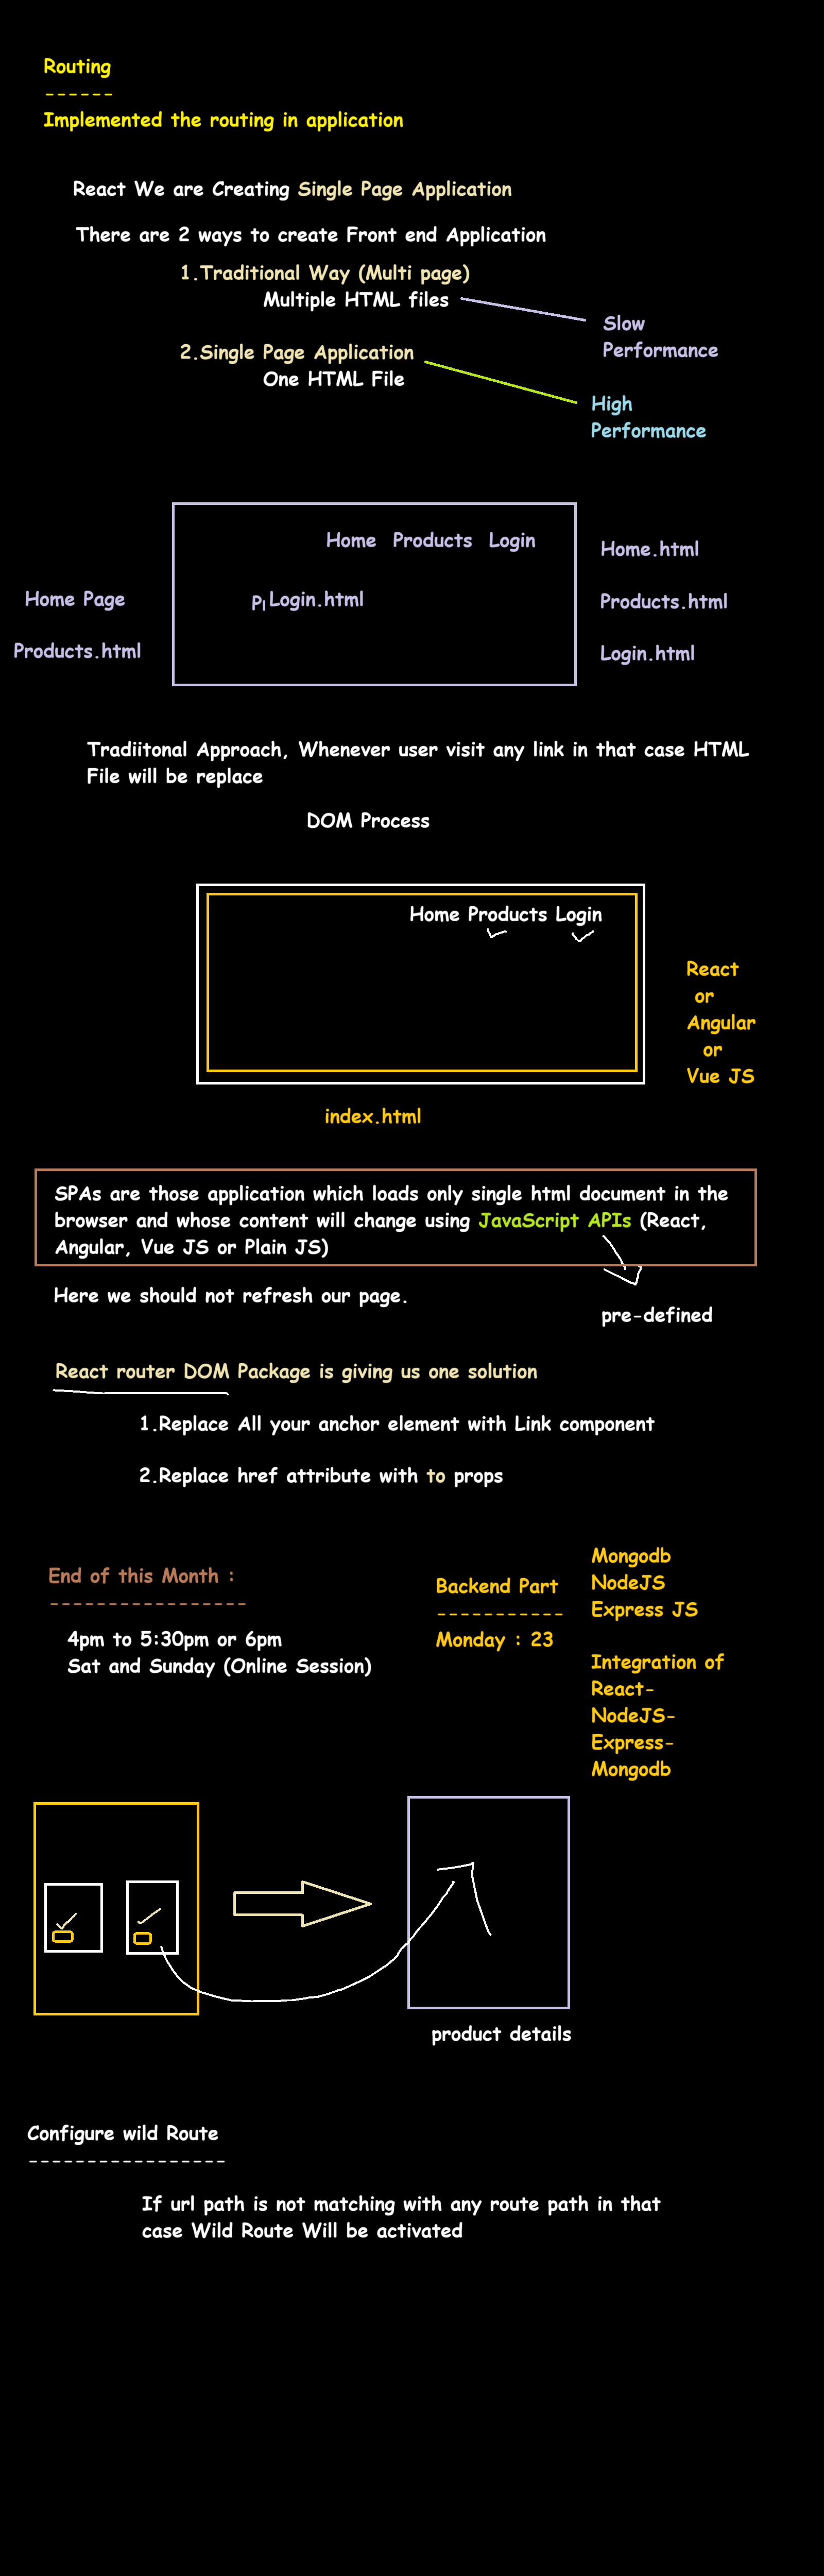 Routing
------
Implemented the routing in application
React We are Creating Single Page Application
There are 2 ways to create Front end Application
1.Traditional Way (Multi page)
Multiple HTML files
Slow
Performance
2.Single Page Application
One HTML File
High
Performance
Home Products Login
Home.html
Home Page
Login.html
Products.html
Products.html
Login.html
Tradiitonal Approach, Whenever user visit any link in that case HTML
File will be replace
DOM Process
Home Products Login
React
or
Angular
or
Vue JS
index.html
SPAs are those application which loads only single html document in the
browser and whose content will change using JavaScript APIs (React,
Angular, Vue JS or Plain JS)
Here we should not refresh our page.
pre-defined
React router DOM Package is giving us one solution
1.Replace All your anchor element with Link component
2.Replace href attribute with to props
End of this Month :
-----------------
4pm to 5:30pm or 6pm
Sat and Sunday (Online Session)
Backend Part
-----------
Monday : 23
Mongodb
NodeJS
Express JS
Integration of
React-
NodeJS-
Express-
Mongodb
product details
Configure wild Route
-----------------
If url path is not matching with any route path in that
case Wild Route Will be activated